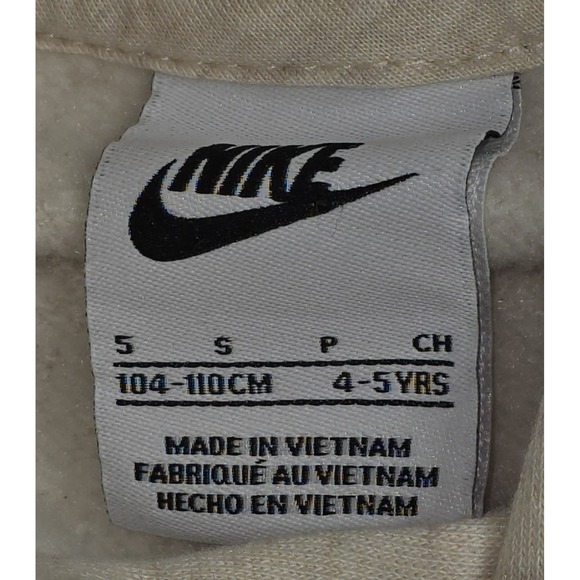 NIKE
5 S P CH
104-110CM 4-5YRS
MADE IN VIETNAM
FABRIQUÉ AU VIETNAM
HECHO EN VIETNAM